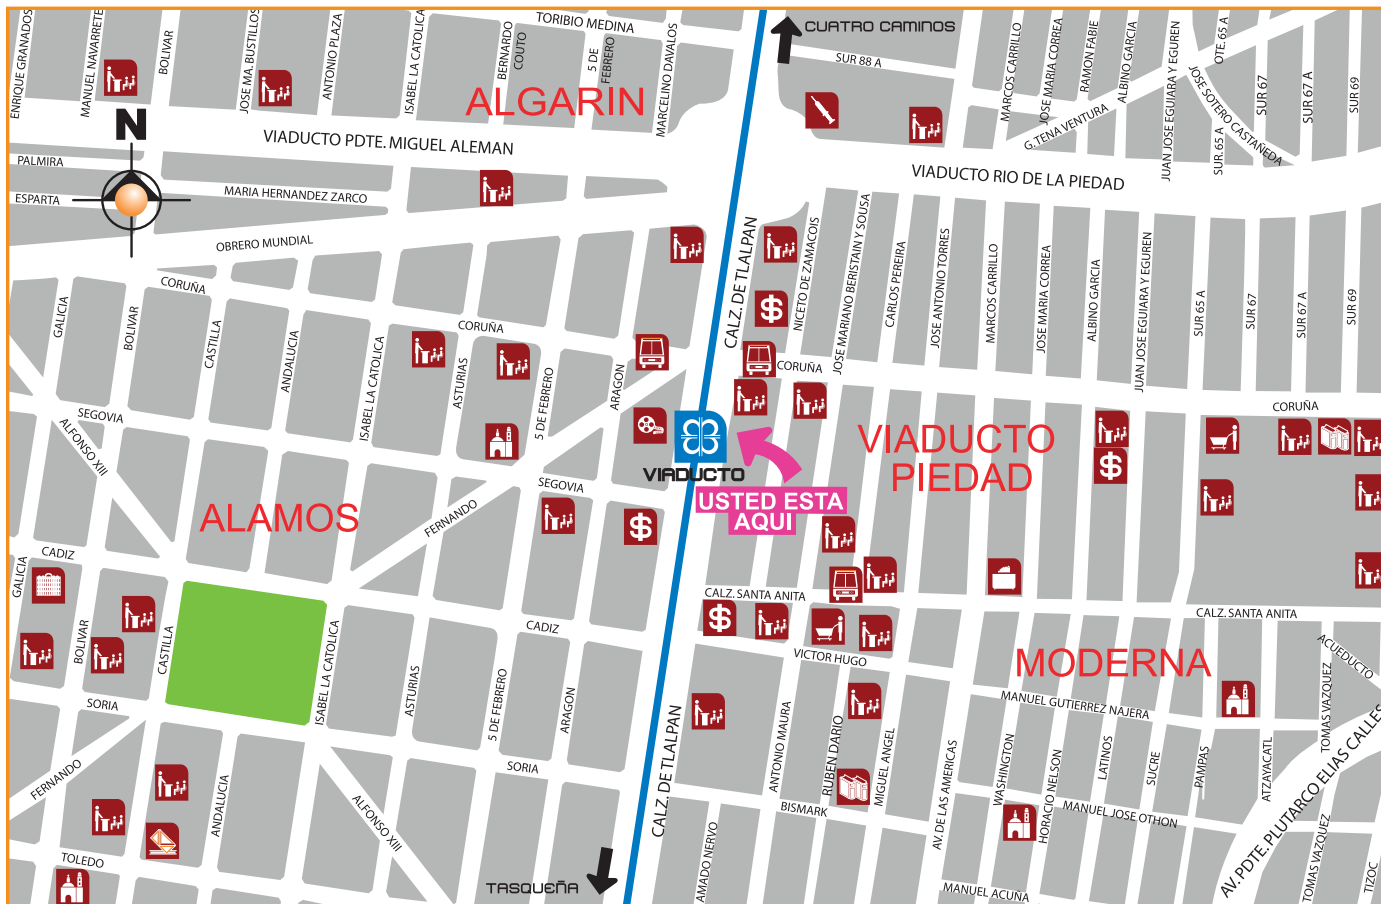 TORIBIO MEDINA
CUATRO CAMINOS
ENRIQUE GRANADOS
MANUEL NAVARRETE
BOLIVAR
JOSE MA. BUSTILLOS
ANTONIO PLAZA
ISABEL LA CATOLICA
BERNARDO
COUTO
5 DE
FEBRERO
MARCELINO DAVALOS
SUR 88 A
MARCOS CARRILLO
JOSE MARIA CORREA
RAMON FABIE
ALBINO GARCIA
JUAN JOSE EGUIARA Y EGUREN
OTE. 65 A
JOSE SOTERO CASTAÑEDA
SUR 67
SUR 67 A
SUR 69
SUR. 65 A
G. TENA VENTURA
ALGARIN
N
VIADUCTO PDTE. MIGUEL ALEMAN
VIADUCTO RIO DE LA PIEDAD
PALMIRA
ESPARTA
MARIA HERNANDEZ ZARCO
OBRERO MUNDIAL
CORUÑA
CORUÑA
CORUÑA
CORUÑA
CALZ. DE TLALPAN
NICETO DE ZAMACOIS
JOSE MARIANO BERISTAIN Y SOUSA
CARLOS PEREIRA
JOSE ANTONIO TORRES
MARCOS CARRILLO
JOSE MARIA CORREA
ALBINO GARCIA
JUAN JOSE EGUIARA Y EGUREN
SUR 65 A
SUR 67
SUR 67 A
SUR 69
GALICIA
BOLIVAR
CASTILLA
ANDALUCIA
ISABEL LA CATOLICA
ASTURIAS
5 DE FEBRERO
ARAGON
SEGOVIA
ALFONSO XIII
VIADUCTO
USTED ESTA
AQUI
VIADUCTO
PIEDAD
SEGOVIA
FERNANDO
ALAMOS
CADIZ
GALICIA
BOLIVAR
CASTILLA
ISABEL LA CATOLICA
ASTURIAS
5 DE FEBRERO
ARAGON
CADIZ
CALZ. SANTA ANITA
CALZ. SANTA ANITA
VICTOR HUGO
MODERNA
ACUEDUCTO
TOMAS VAZQUEZ
MANUEL GUTIERREZ NAJERA
SORIA
SORIA
FERNANDO
ANDALUCIA
ALFONSO XIII
CALZ. DE TLALPAN
ANTONIO MAURA
RUBEN DARIO
MIGUEL ANGEL
AV. DE LAS AMERICAS
WASHINGTON
HORACIO NELSON
LATINOS
SUCRE
PAMPAS
ATZAYACATL
AV. PDTE. PLUTARCO ELIAS CALLES
BISMARK
MANUEL JOSE OTHON
AMADO NERVO
TOLEDO
TASQUEÑA
MANUEL ACUÑA
TOMAS VAZQUEZ
TIZOC